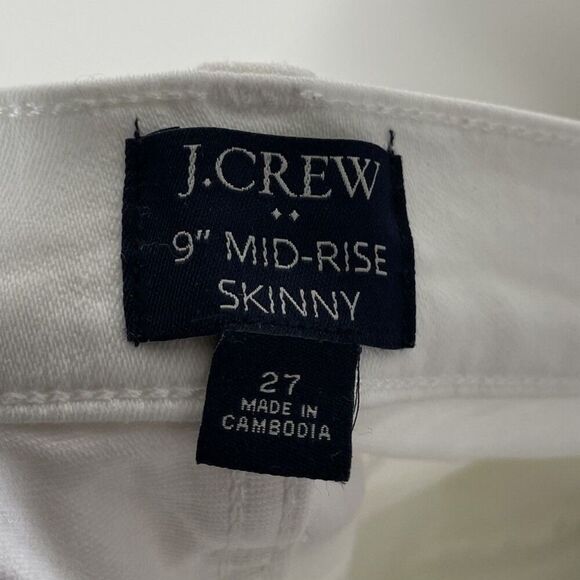 J.CREW
9" MID-RISE
SKINNY
27
MADE IN
CAMBODIA